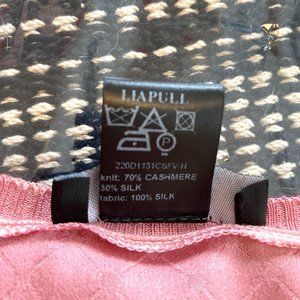 LIAPULL
P
220D1131CSFV/H
knit: 70% CASHMERE
30% SILK
fabric: 100% SILK